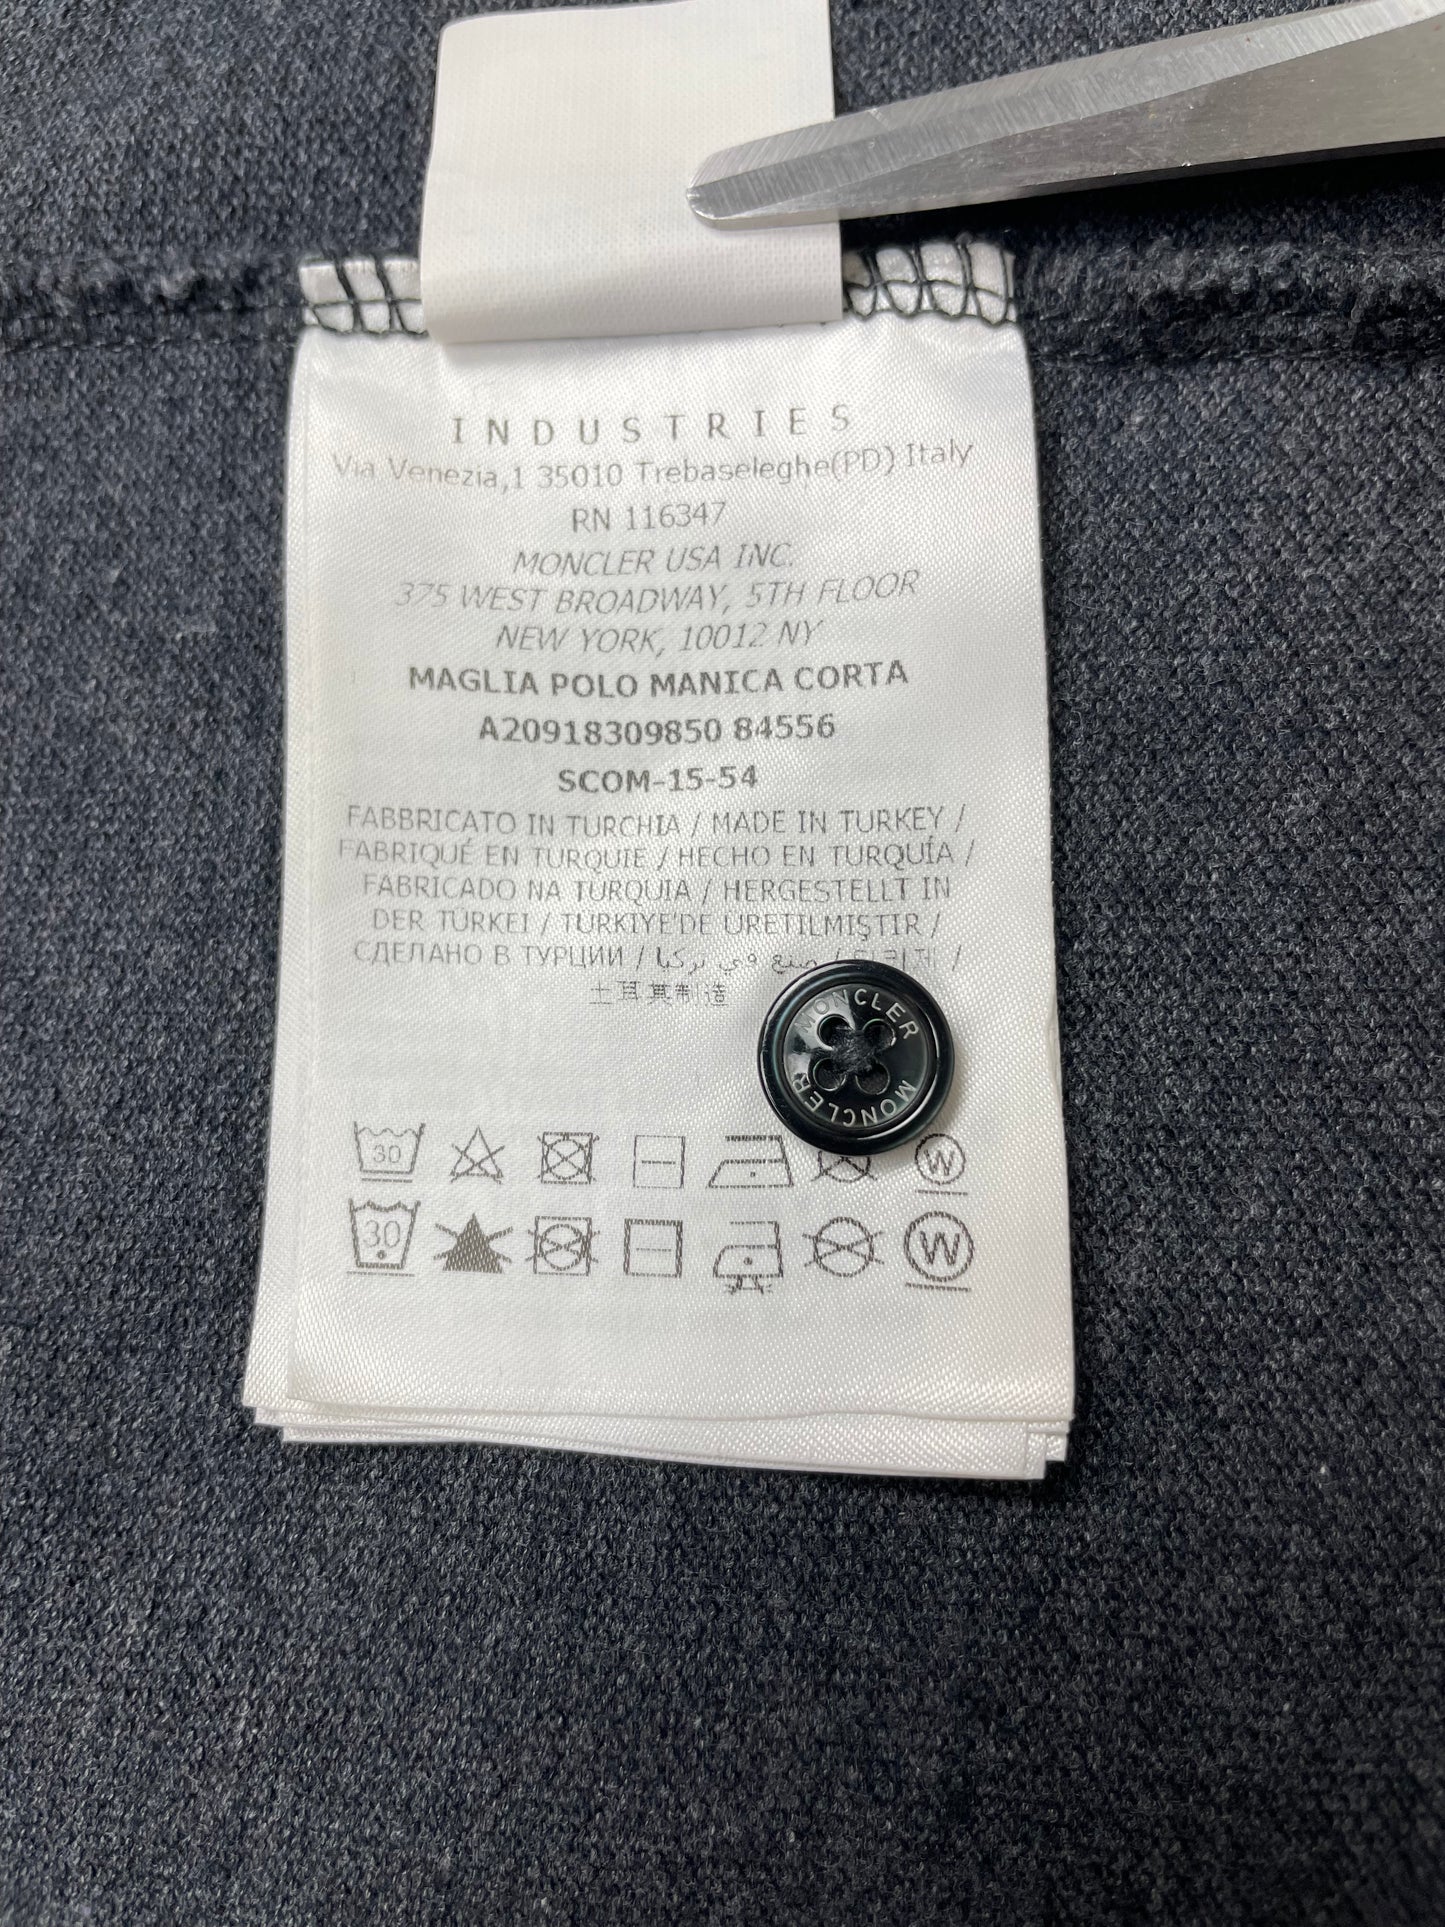 INDUSTRIES
Via Venezia,1 35010 Trebaseleghe(PD) Italy
RN 116347
MONCLER USA INC.
375 WEST BROADWAY, 5TH FLOOR
NEW YORK, 10012 NY
MAGLIA POLO MANICA CORTA
A20918309850 84556
SCOM-15-54
FABBRICATO IN TURCHIA / MADE IN TURKEY /
FABRIQUÉ EN TURQUIE / HECHO EN TURQUÍA /
FABRICADO NA TURQUIA / HERGESTELLT IN
DER TÜRKEI / TÜRKIYE'DE ÜRETILMIŞTIR /
СДЕЛАНО В ТУРЦИИ / صنع في تركيا / /
土耳其制造
MONCLER
MONCLER
30 W
30 W